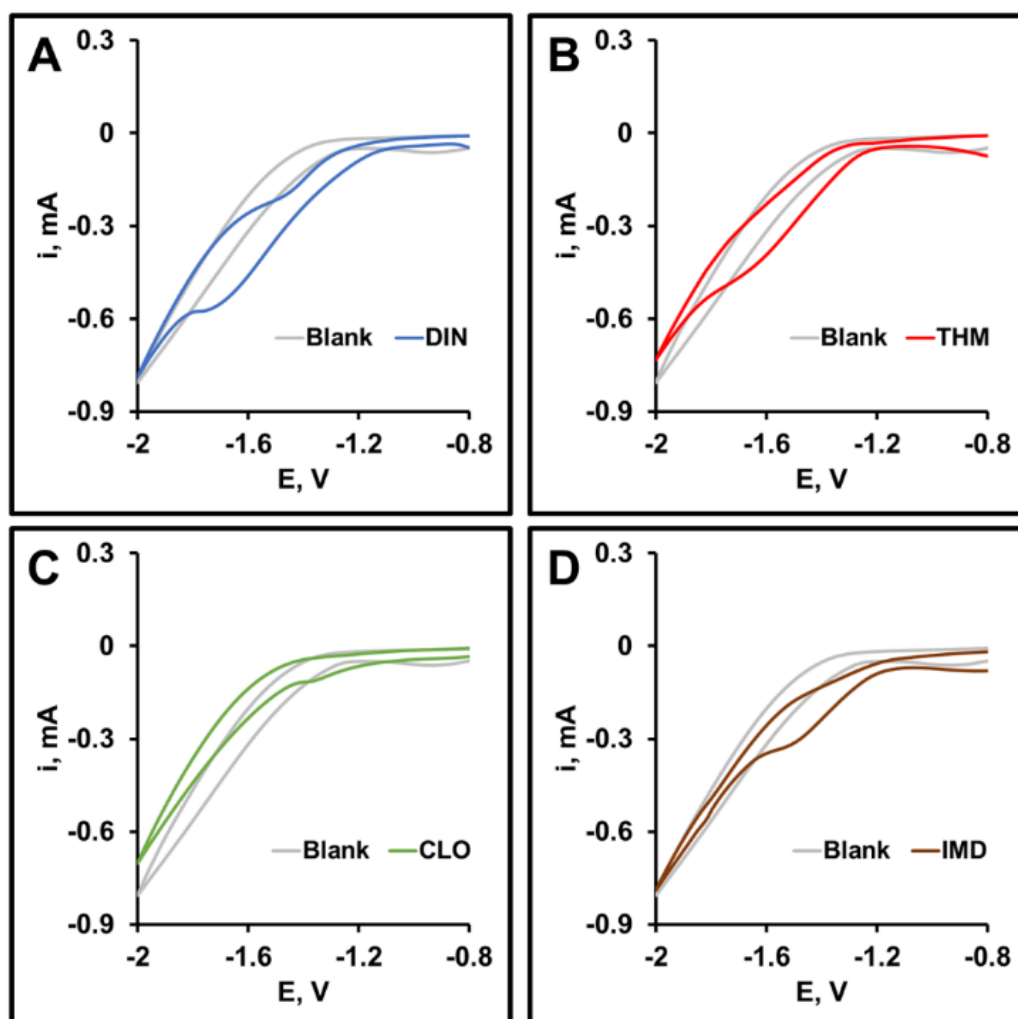 A
0.3
0
-0.3
-0.6
-0.9
i, mA
Blank DIN
-2 -1.6 -1.2 -0.8
E, V
B
0.3
0
-0.3
-0.6
-0.9
i, mA
Blank THM
-2 -1.6 -1.2 -0.8
E, V
C
0.3
0
-0.3
-0.6
-0.9
i, mA
Blank CLO
-2 -1.6 -1.2 -0.8
E, V
D
0.3
0
-0.3
-0.6
-0.9
i, mA
Blank IMD
-2 -1.6 -1.2 -0.8
E, V